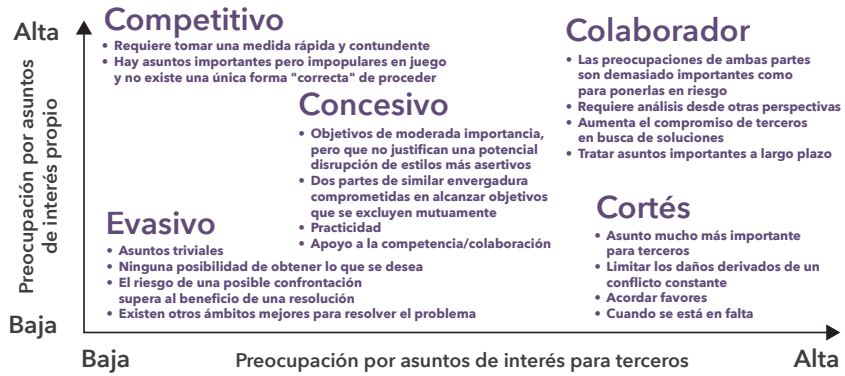 Alta
Preocupación por asuntos
de interés propio
Baja
Competitivo
• Requiere tomar una medida rápida y contundente
• Hay asuntos importantes pero impopulares en juego
y no existe una única forma "correcta" de proceder
Colaborador
• Las preocupaciones de ambas partes
son demasiado importantes como
para ponerlas en riesgo
• Requiere análisis desde otras perspectivas
• Aumenta el compromiso de terceros
en busca de soluciones
• Tratar asuntos importantes a largo plazo
Concesivo
• Objetivos de moderada importancia,
pero que no justifican una potencial
disrupción de estilos más asertivos
• Dos partes de similar envergadura
comprometidas en alcanzar objetivos
que se excluyen mutuamente
• Practicidad
• Apoyo a la competencia/colaboración
Evasivo
• Asuntos triviales
• Ninguna posibilidad de obtener lo que se desea
• El riesgo de una posible confrontación
supera al beneficio de una resolución
• Existen otros ámbitos mejores para resolver el problema
Cortés
• Asunto mucho más importante
para terceros
• Limitar los daños derivados de un
conflicto constante
• Acordar favores
• Cuando se está en falta
Baja
Preocupación por asuntos de interés para terceros
Alta